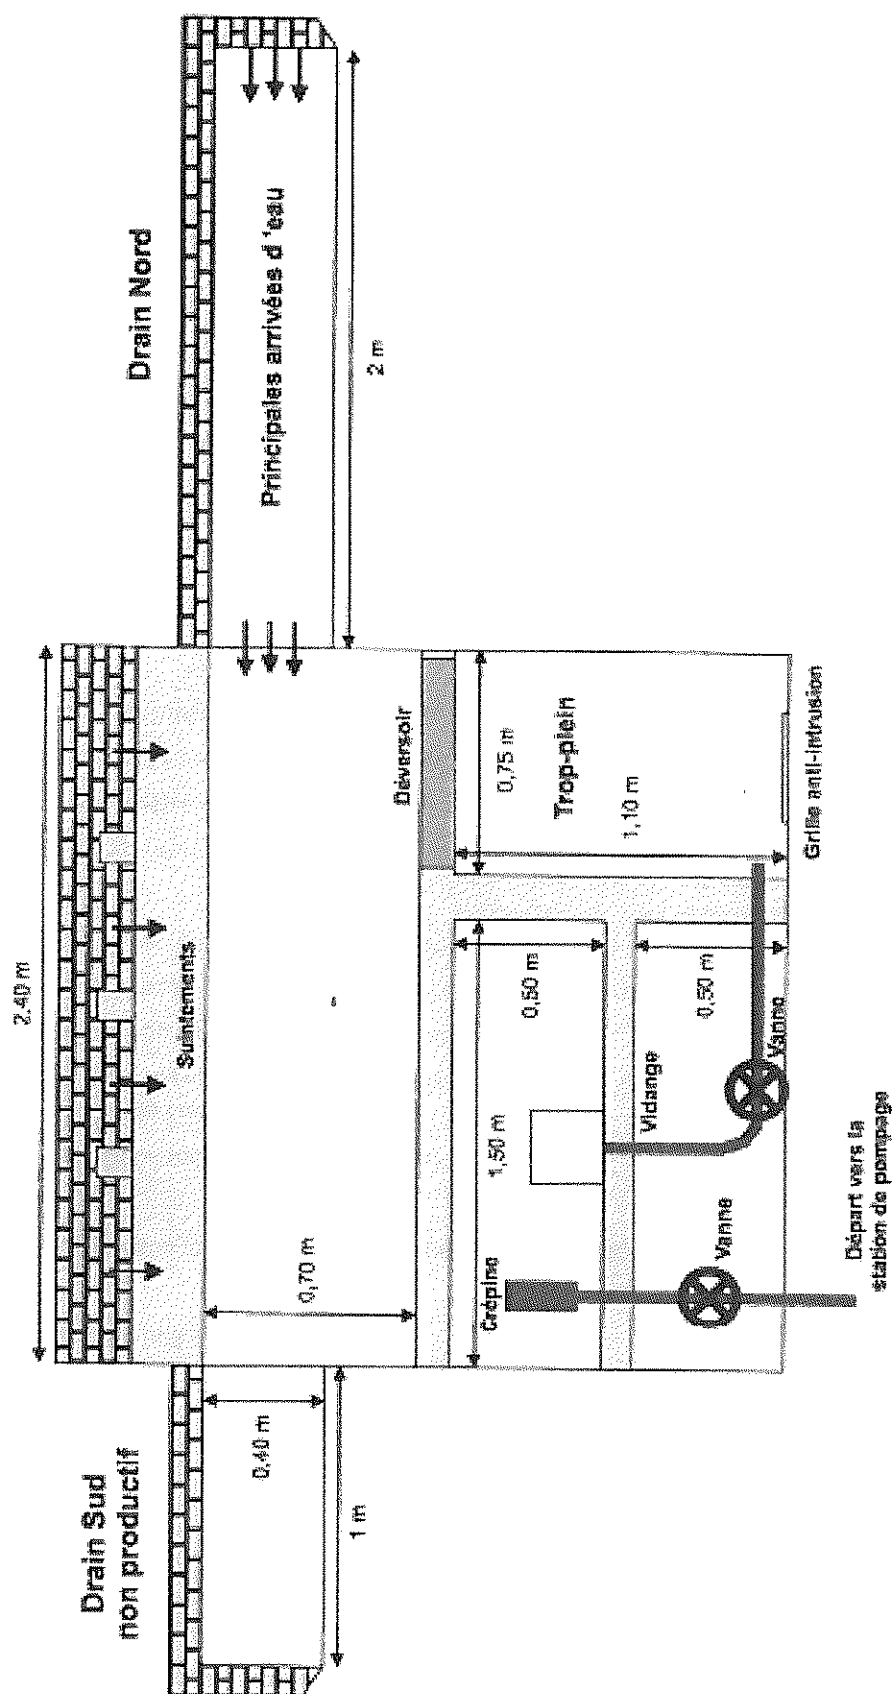 Drain Sud
non productif
0,40 m
1 m
2.40 m
Suintements
0,70 m
Drain Nord
Principales arrivées d 'eau
2 m
Déversoir
0,75 m
Trop-plein
1,10 m
Grille anti-intrusion
Crépine
1,50 m
0,50 m
Vidange
0,50 m
Vanne
Vanne
Départ vers la
station de pompage